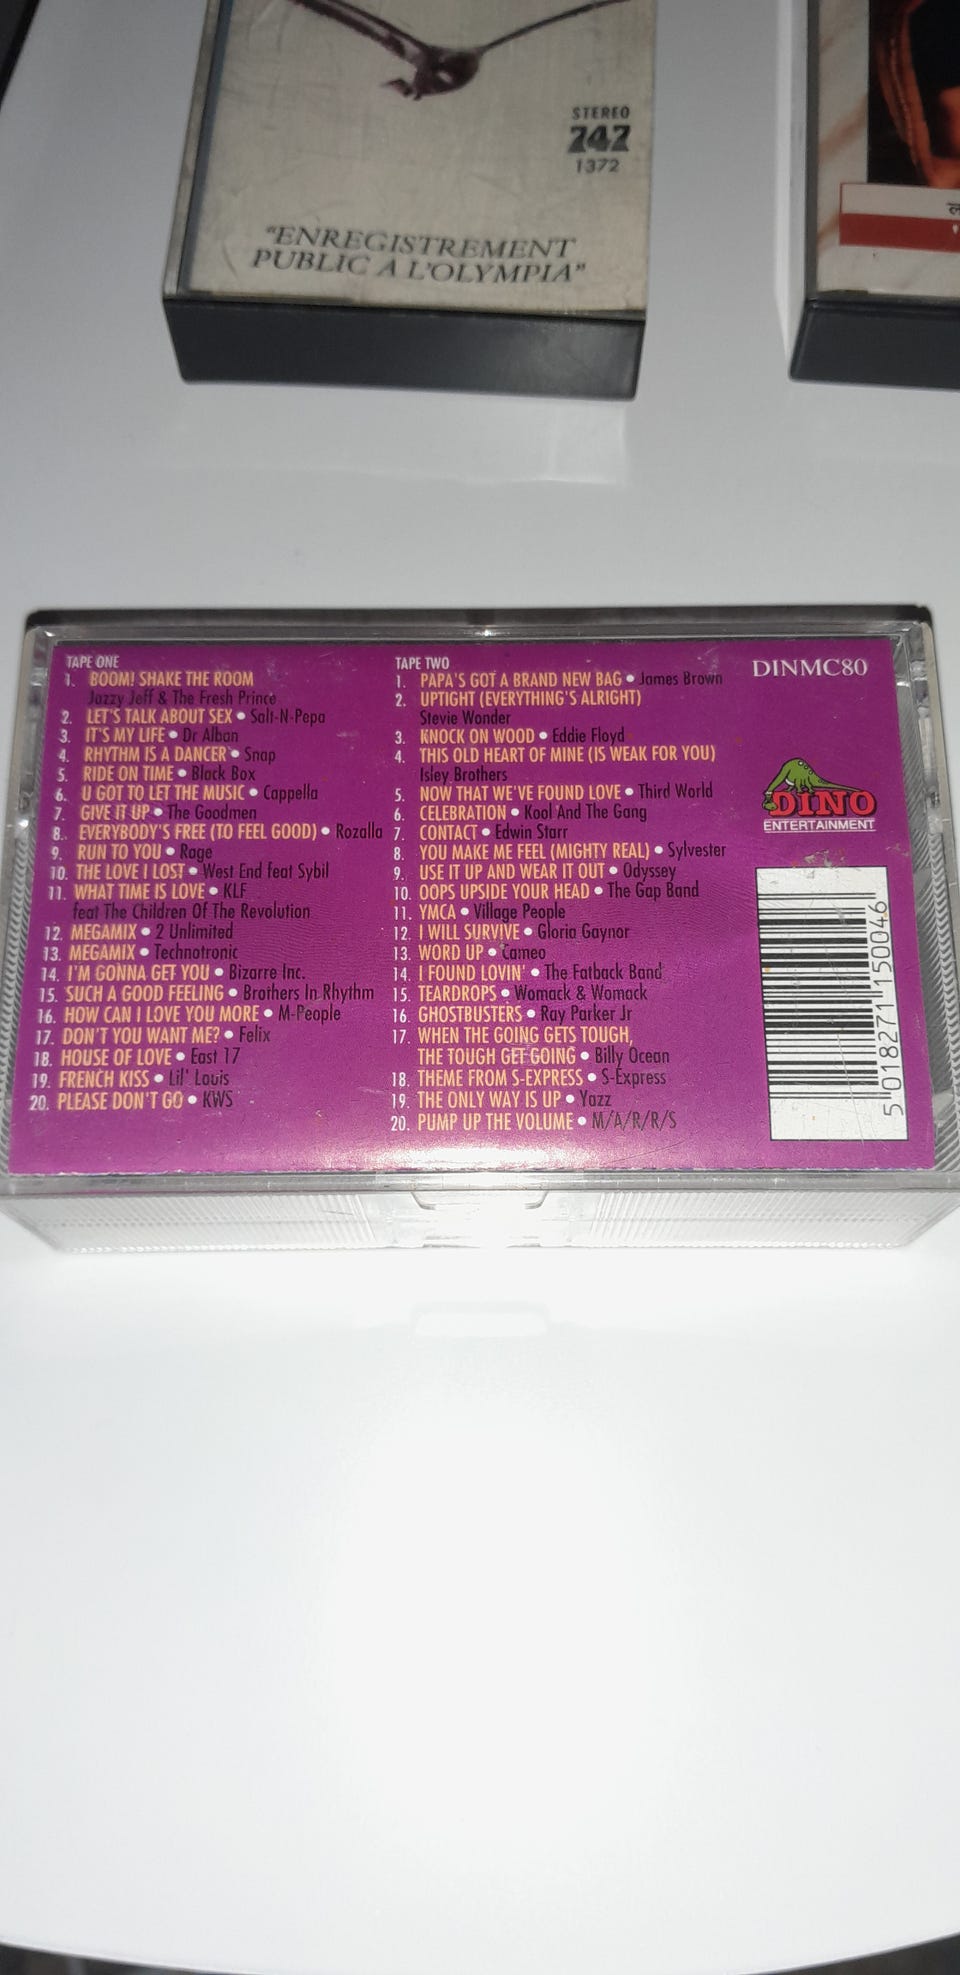 STEREO
747
1372
"ENREGISTREMENT
PUBLIC A L'OLYMPIA"
TAPE ONE
1. BOOM! SHAKE THE ROOM
Jazzy Jeff & The Fresh Prince
2. LET'S TALK ABOUT SEX • Salt-N-Pepa
3. IT'S MY LIFE • Dr Alban
4. RHYTHM IS A DANCER • Snap
5. RIDE ON TIME • Black Box
6. U GOT TO LET THE MUSIC • Cappella
7. GIVE IT UP • The Goodmen
8. EVERYBODY'S FREE (TO FEEL GOOD) • Rozalla
9. RUN TO YOU • Rage
10. THE LOVE I LOST • West End feat Sybil
11. WHAT TIME IS LOVE • KLF
feat The Children Of The Revolution
12. MEGAMIX • 2 Unlimited
13. MEGAMIX • Technotronic
14. I'M GONNA GET YOU • Bizarre Inc.
15. SUCH A GOOD FEELING • Brothers In Rhythm
16. HOW CAN I LOVE YOU MORE • M-People
17. DON'T YOU WANT ME? • Felix
18. HOUSE OF LOVE • East 17
19. FRENCH KISS • Lil' Louis
20. PLEASE DON'T GO • KWS
TAPE TWO
1. PAPA'S GOT A BRAND NEW BAG • James Brown
2. UPTIGHT (EVERYTHING'S ALRIGHT)
Stevie Wonder
3. KNOCK ON WOOD • Eddie Floyd
4. THIS OLD HEART OF MINE (IS WEAK FOR YOU)
Isley Brothers
5. NOW THAT WE'VE FOUND LOVE • Third World
6. CELEBRATION • Kool And The Gang
7. CONTACT • Edwin Starr
8. YOU MAKE ME FEEL (MIGHTY REAL) • Sylvester
9. USE IT UP AND WEAR IT OUT • Odyssey
10. OOPS UPSIDE YOUR HEAD • The Gap Band
11. YMCA • Village People
12. I WILL SURVIVE • Gloria Gaynor
13. WORD UP • Cameo
14. I FOUND LOVIN' • The Fatback Band
15. TEARDROPS • Womack & Womack
16. GHOSTBUSTERS • Ray Parker Jr
17. WHEN THE GOING GETS TOUGH,
THE TOUGH GET GOING • Billy Ocean
18. THEME FROM S-EXPRESS • S-Express
19. THE ONLY WAY IS UP • Yazz
20. PUMP UP THE VOLUME • M/A/R/R/S
DINMC80
DINO
ENTERTAINMENT
5 018271 150046